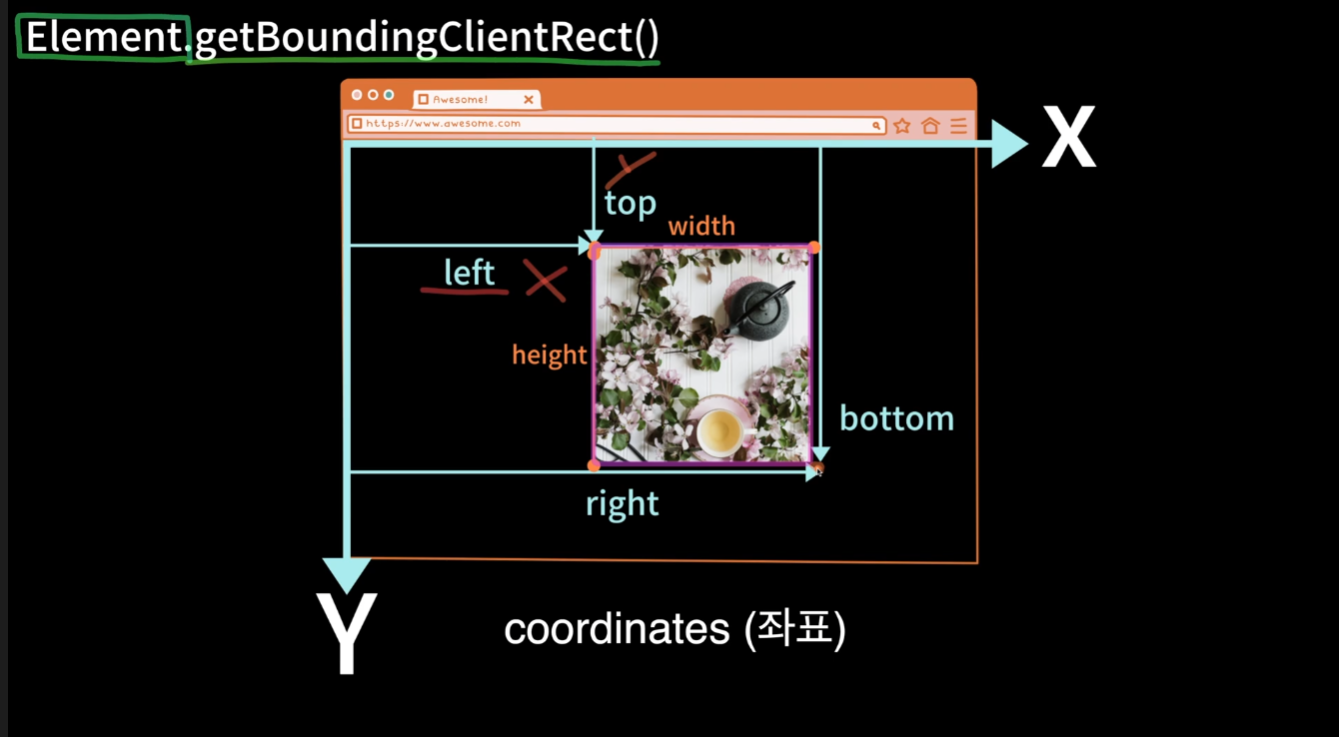 Element.getBoundingClientRect()
Awesome!
https://www.awesome.com
X
Y
top
width
left X
height
bottom
right
Y
coordinates (좌표)